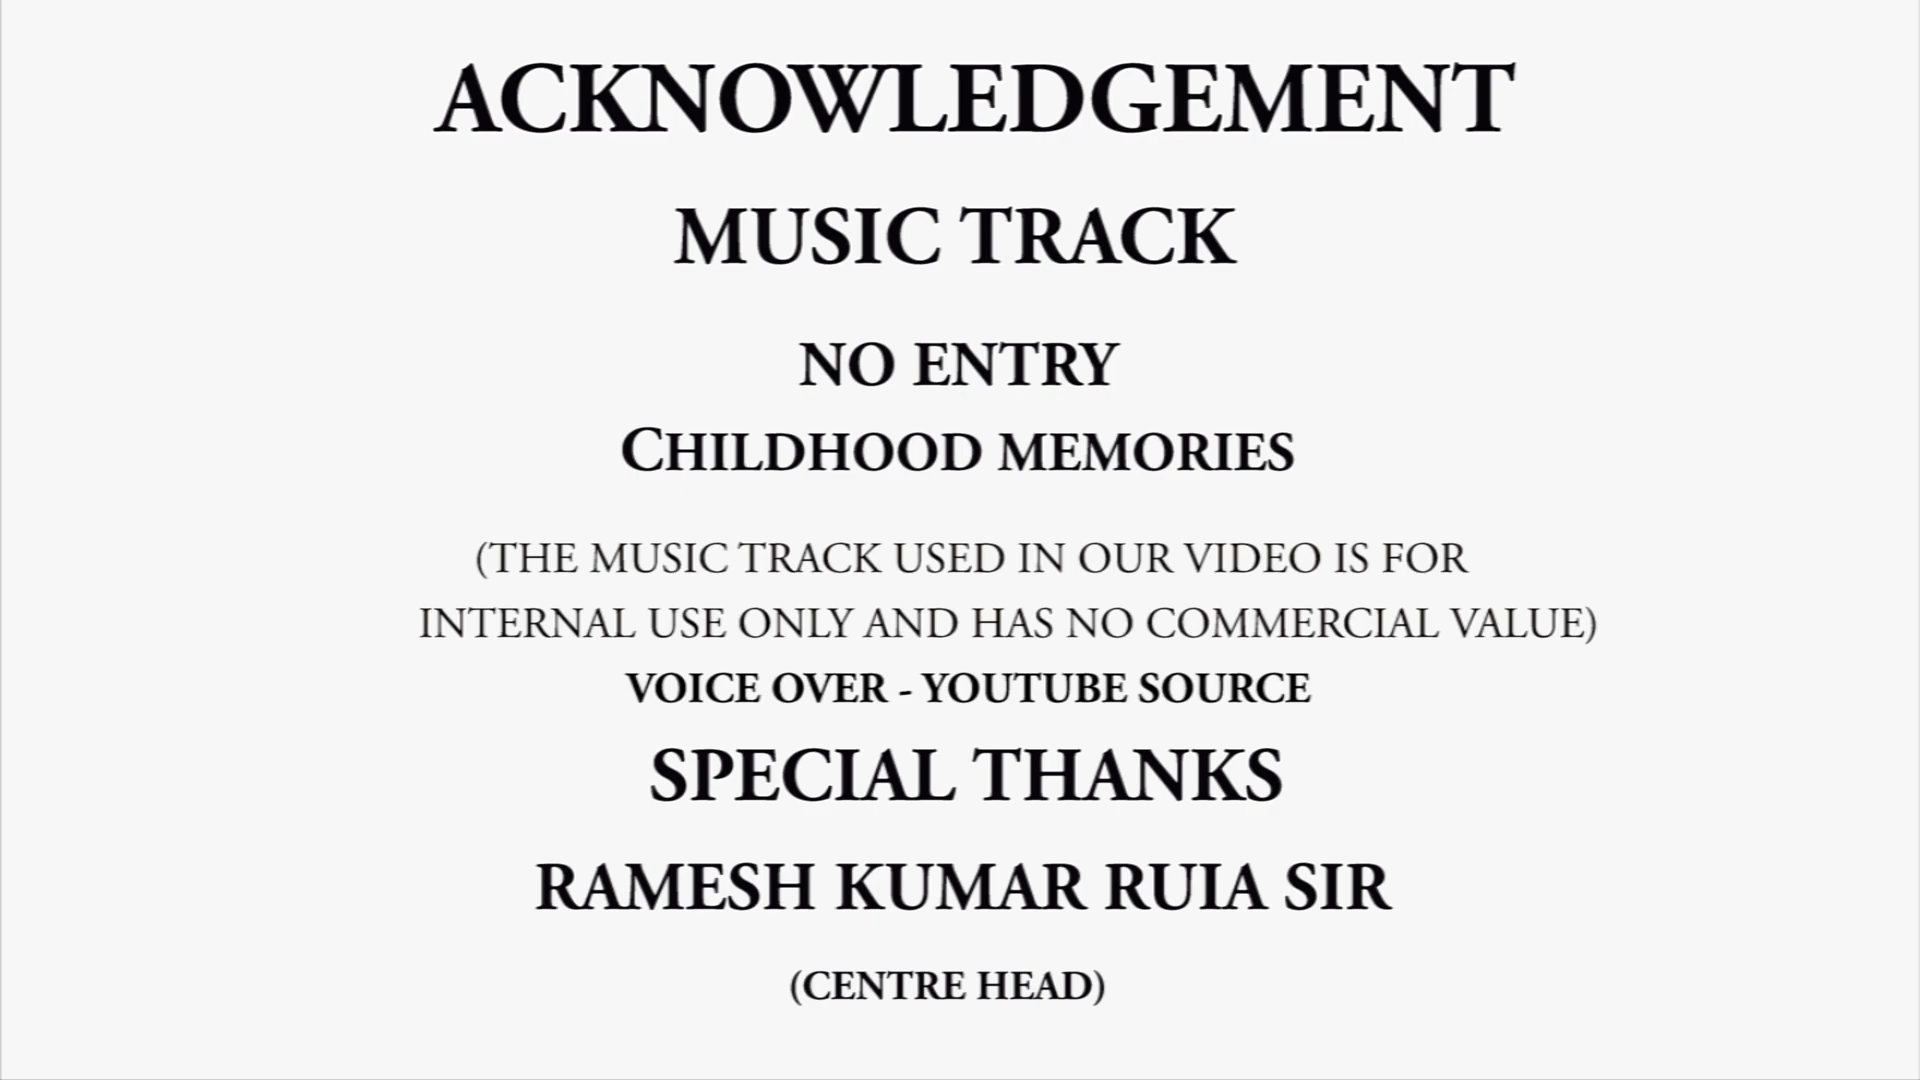 ACKNOWLEDGEMENT
MUSIC TRACK
NO ENTRY
CHILDHOOD MEMORIES
(THE MUSIC TRACK USED IN OUR VIDEO IS FOR
INTERNAL USE ONLY AND HAS NO COMMERCIAL VALUE)
VOICE OVER - YOUTUBE SOURCE
SPECIAL THANKS
RAMESH KUMAR RUIA SIR
(CENTRE HEAD)